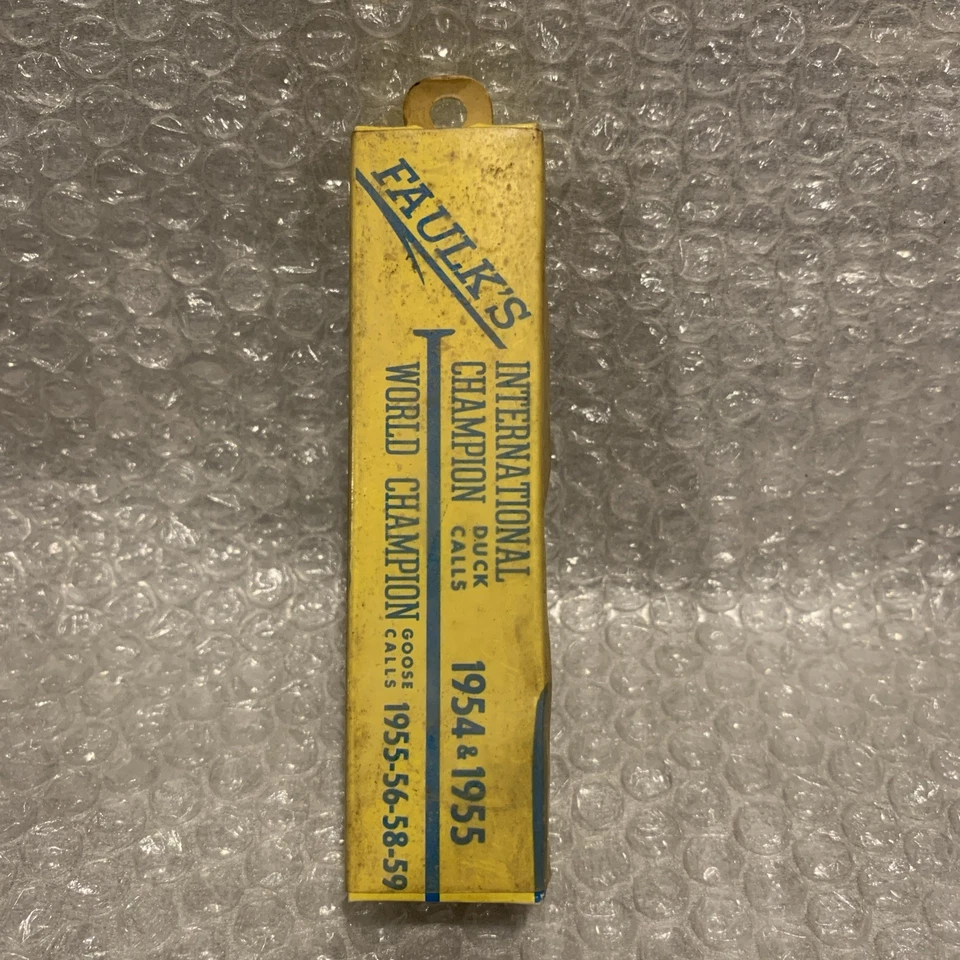 FAULK'S
INTERNATIONAL
CHAMPION DUCK CALLS 1954 & 1955
WORLD CHAMPION GOOSE CALLS 1955-56-58-59